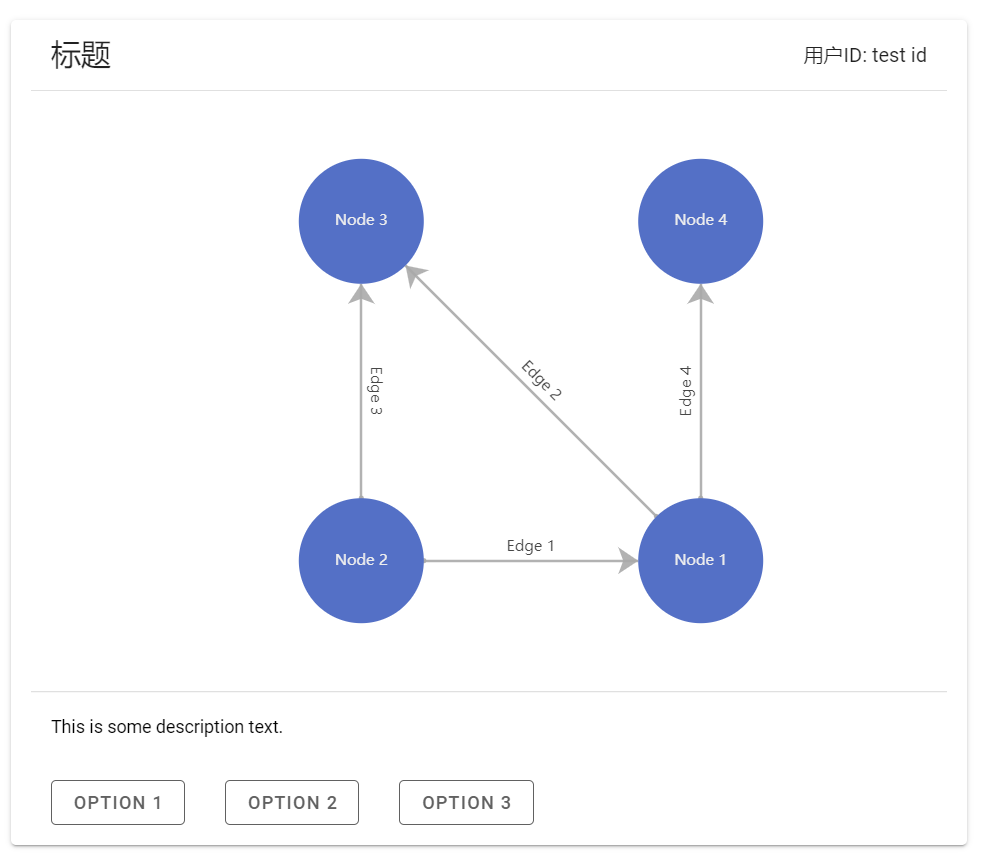 标题
用户ID: test id
Node 3
Node 4
Edge 3
Edge 2
Edge 4
Node 2
Edge 1
Node 1
This is some description text.
OPTION 1
OPTION 2
OPTION 3